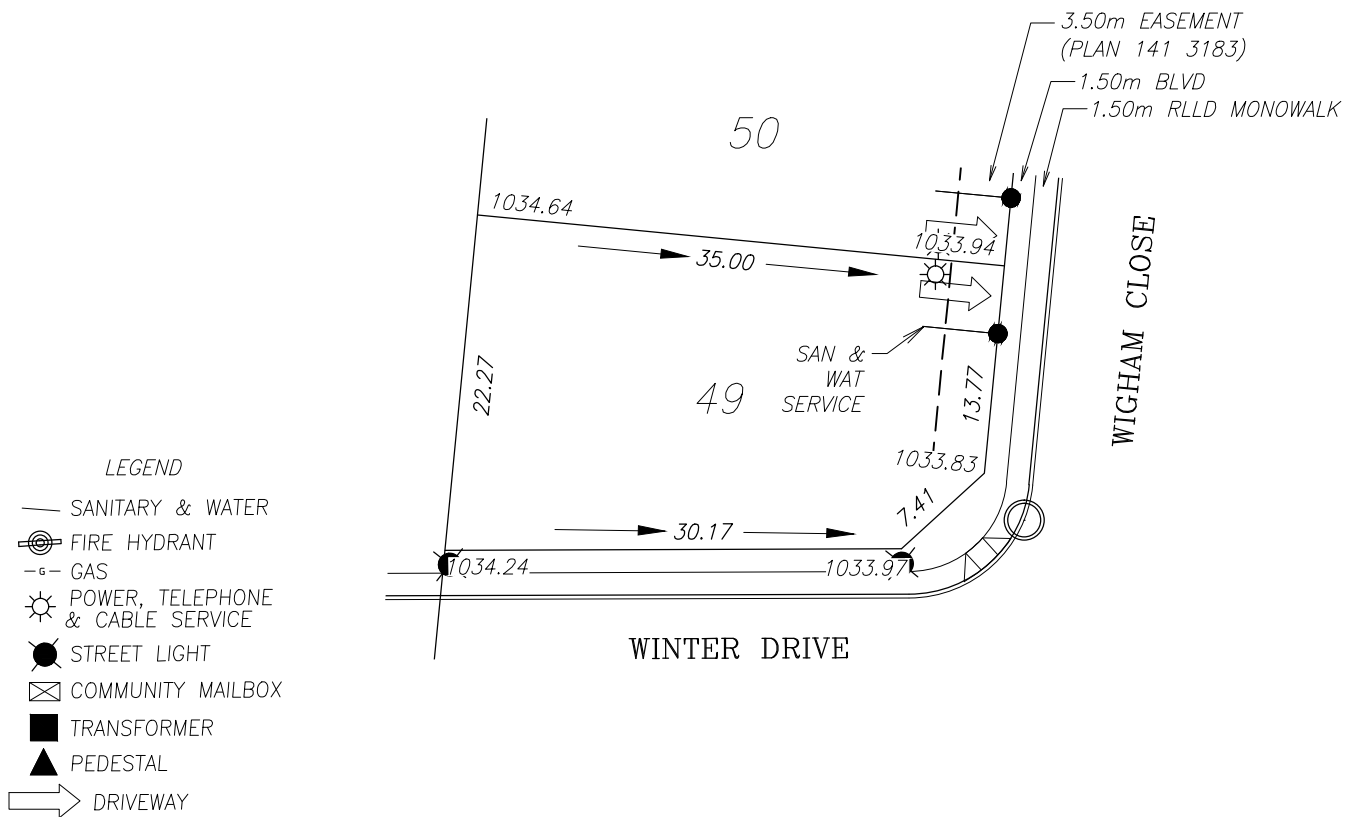 3.50m EASEMENT
(PLAN 141 3183)
1.50m BLVD
1.50m RLLD MONOWALK
50
1034.64
1033.94
35.00
WIGHAM CLOSE
SAN &
WAT
SERVICE
22.27
49
13.77
1033.83
7.41
30.17
1034.24
1033.97
WINTER DRIVE
LEGEND
SANITARY & WATER
FIRE HYDRANT
G GAS
POWER, TELEPHONE
& CABLE SERVICE
STREET LIGHT
COMMUNITY MAILBOX
TRANSFORMER
PEDESTAL
DRIVEWAY